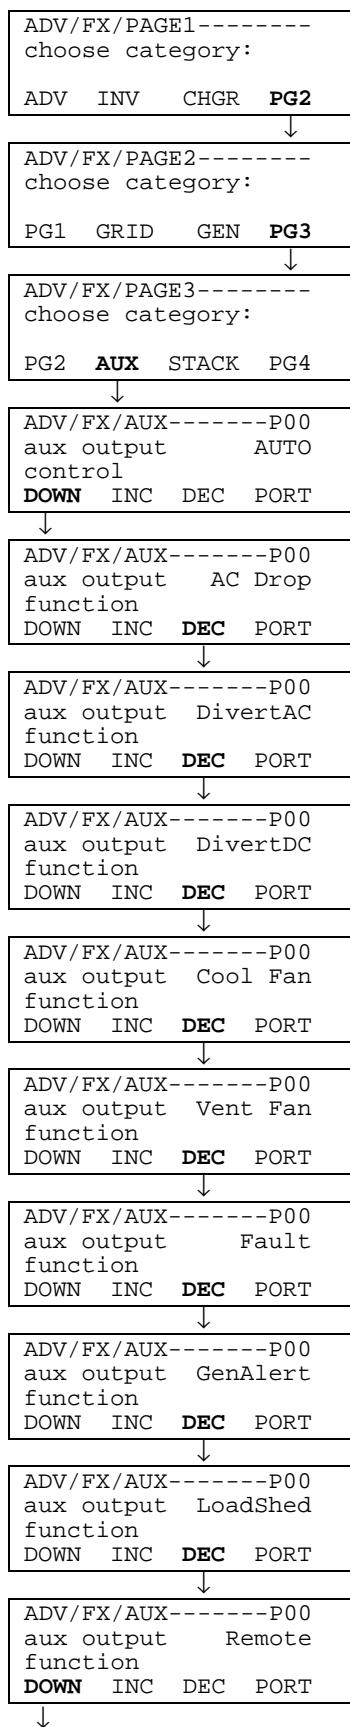 ADV/FX/PAGE1--------
choose category:
ADV INV CHGR PG2
↓
ADV/FX/PAGE2--------
choose category:
PG1 GRID GEN PG3
↓
ADV/FX/PAGE3--------
choose category:
PG2 AUX STACK PG4
↓
ADV/FX/AUX-------P00
aux output AUTO
control
DOWN INC DEC PORT
↓
ADV/FX/AUX-------P00
aux output AC Drop
function
DOWN INC DEC PORT
↓
ADV/FX/AUX-------P00
aux output DivertAC
function
DOWN INC DEC PORT
↓
ADV/FX/AUX-------P00
aux output DivertDC
function
DOWN INC DEC PORT
↓
ADV/FX/AUX-------P00
aux output Cool Fan
function
DOWN INC DEC PORT
↓
ADV/FX/AUX-------P00
aux output Vent Fan
function
DOWN INC DEC PORT
↓
ADV/FX/AUX-------P00
aux output Fault
function
DOWN INC DEC PORT
↓
ADV/FX/AUX-------P00
aux output GenAlert
function
DOWN INC DEC PORT
↓
ADV/FX/AUX-------P00
aux output LoadShed
function
DOWN INC DEC PORT
↓
ADV/FX/AUX-------P00
aux output Remote
function
DOWN INC DEC PORT
↓